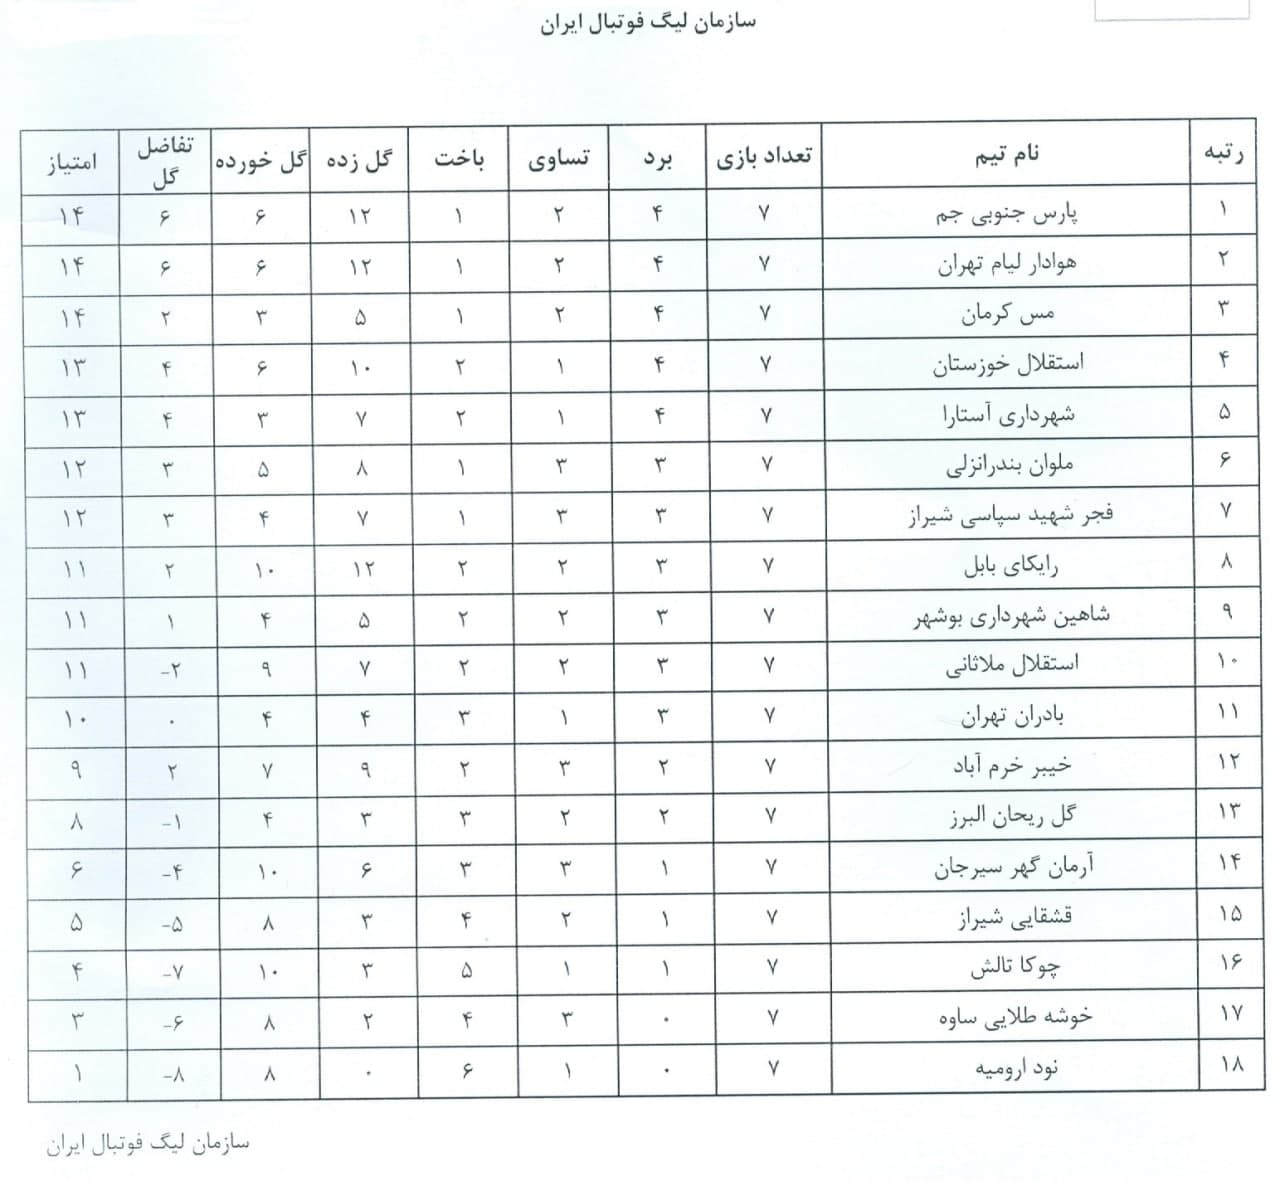 سازمان لیگ فوتبال ایران
رتبه نام تیم تعداد بازی برد تساوی باخت گل زده گل خورده تفاضل گل امتیاز
۱ پارس جنوبی جم ۷ ۴ ۲ ۱ ۱۲ ۶ ۶ ۱۴
۲ هوادار لیام تهران ۷ ۴ ۲ ۱ ۱۲ ۶ ۶ ۱۴
۳ مس کرمان ۷ ۴ ۲ ۱ ۵ ۳ ۲ ۱۴
۴ استقلال خوزستان ۷ ۴ ۱ ۲ ۱۰ ۶ ۴ ۱۳
۵ شهرداری آستارا ۷ ۴ ۱ ۲ ۷ ۳ ۴ ۱۳
۶ ملوان بندرانزلی ۷ ۳ ۳ ۱ ۸ ۵ ۳ ۱۲
۷ فجر شهید سپاسی شیراز ۷ ۳ ۳ ۱ ۷ ۴ ۳ ۱۲
۸ رایکای بابل ۷ ۳ ۲ ۲ ۱۲ ۱۰ ۲ ۱۱
۹ شاهین شهرداری بوشهر ۷ ۳ ۲ ۲ ۵ ۴ ۱ ۱۱
۱۰ استقلال ملاثانی ۷ ۳ ۲ ۲ ۷ ۹ -۲ ۱۱
۱۱ بادران تهران ۷ ۳ ۱ ۳ ۴ ۴ ۰ ۱۰
۱۲ خیبر خرم آباد ۷ ۲ ۳ ۲ ۹ ۷ ۲ ۹
۱۳ گل ریحان البرز ۷ ۲ ۲ ۳ ۳ ۴ -۱ ۸
۱۴ آرمان گهر سیرجان ۷ ۱ ۳ ۳ ۶ ۱۰ -۴ ۶
۱۵ قشقایی شیراز ۷ ۱ ۲ ۴ ۳ ۸ -۵ ۵
۱۶ چوکا تالش ۷ ۱ ۱ ۵ ۳ ۱۰ -۷ ۴
۱۷ خوشه طلایی ساوه ۷ ۰ ۳ ۴ ۲ ۸ -۶ ۳
۱۸ نود ارومیه ۷ ۰ ۱ ۶ ۰ ۸ -۸ ۱
سازمان لیگ فوتبال ایران